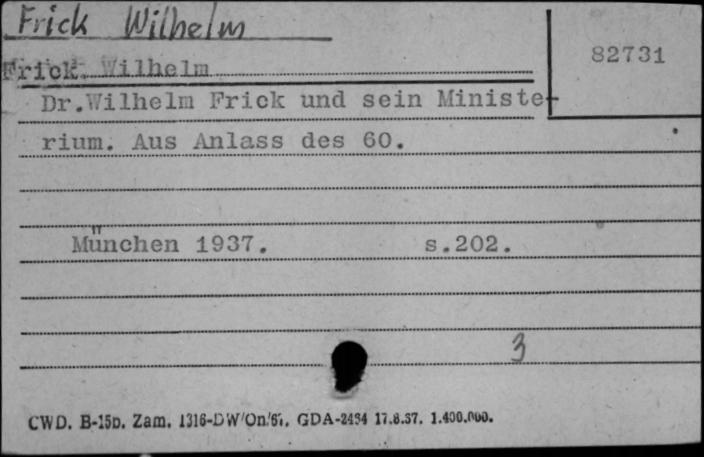 Frick Wilhelm
82731
Frick. Wilhelm
Dr.Wilhelm Frick und sein Ministe-
rium. Aus Anlass des 60.
München 1937. s.202.
3
CWD. B-15D. Zam. 1316-DW/On/61. GDA-2434 17.8.57. 1.400.000.